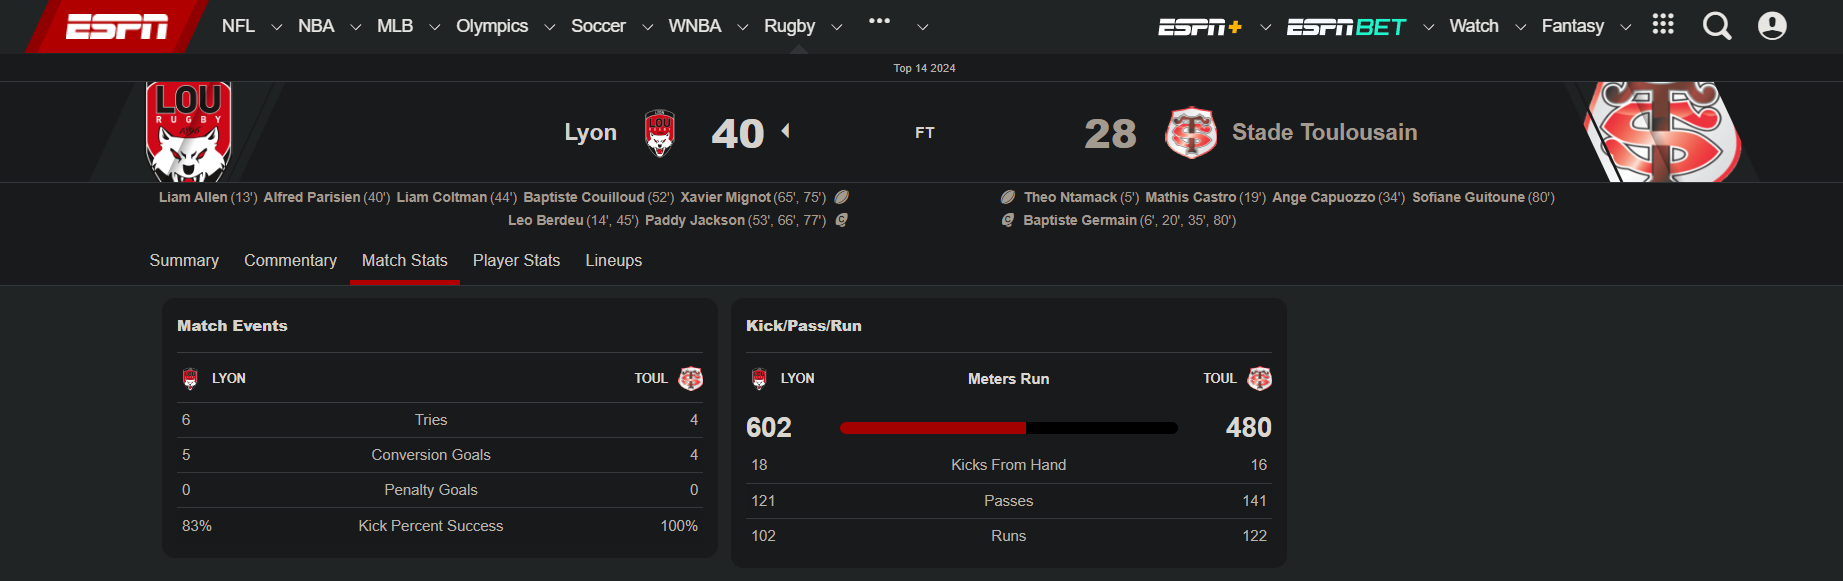 ESPN NFL NBA MLB Olympics Soccer WNBA Rugby ••• ESPN+ ESPN BET Watch Fantasy
Top 14 2024
LOU
RUGBY
Lyon LOU 40 FT 28 Stade Toulousain
Liam Allen (13') Alfred Parisien (40') Liam Coltman (44') Baptiste Couilloud (52') Xavier Mignot (65', 75')
Leo Berdeu (14', 45') Paddy Jackson (53', 66', 77')
Theo Ntamack (5') Mathis Castro (19') Ange Capuozzo (34') Sofiane Guitoune (80')
Baptiste Germain (6', 20', 35', 80')
Summary Commentary Match Stats Player Stats Lineups
Match Events
LYON TOUL
6 Tries 4
5 Conversion Goals 4
0 Penalty Goals 0
83% Kick Percent Success 100%
Kick/Pass/Run
LYON Meters Run TOUL
602 480
18 Kicks From Hand 16
121 Passes 141
102 Runs 122